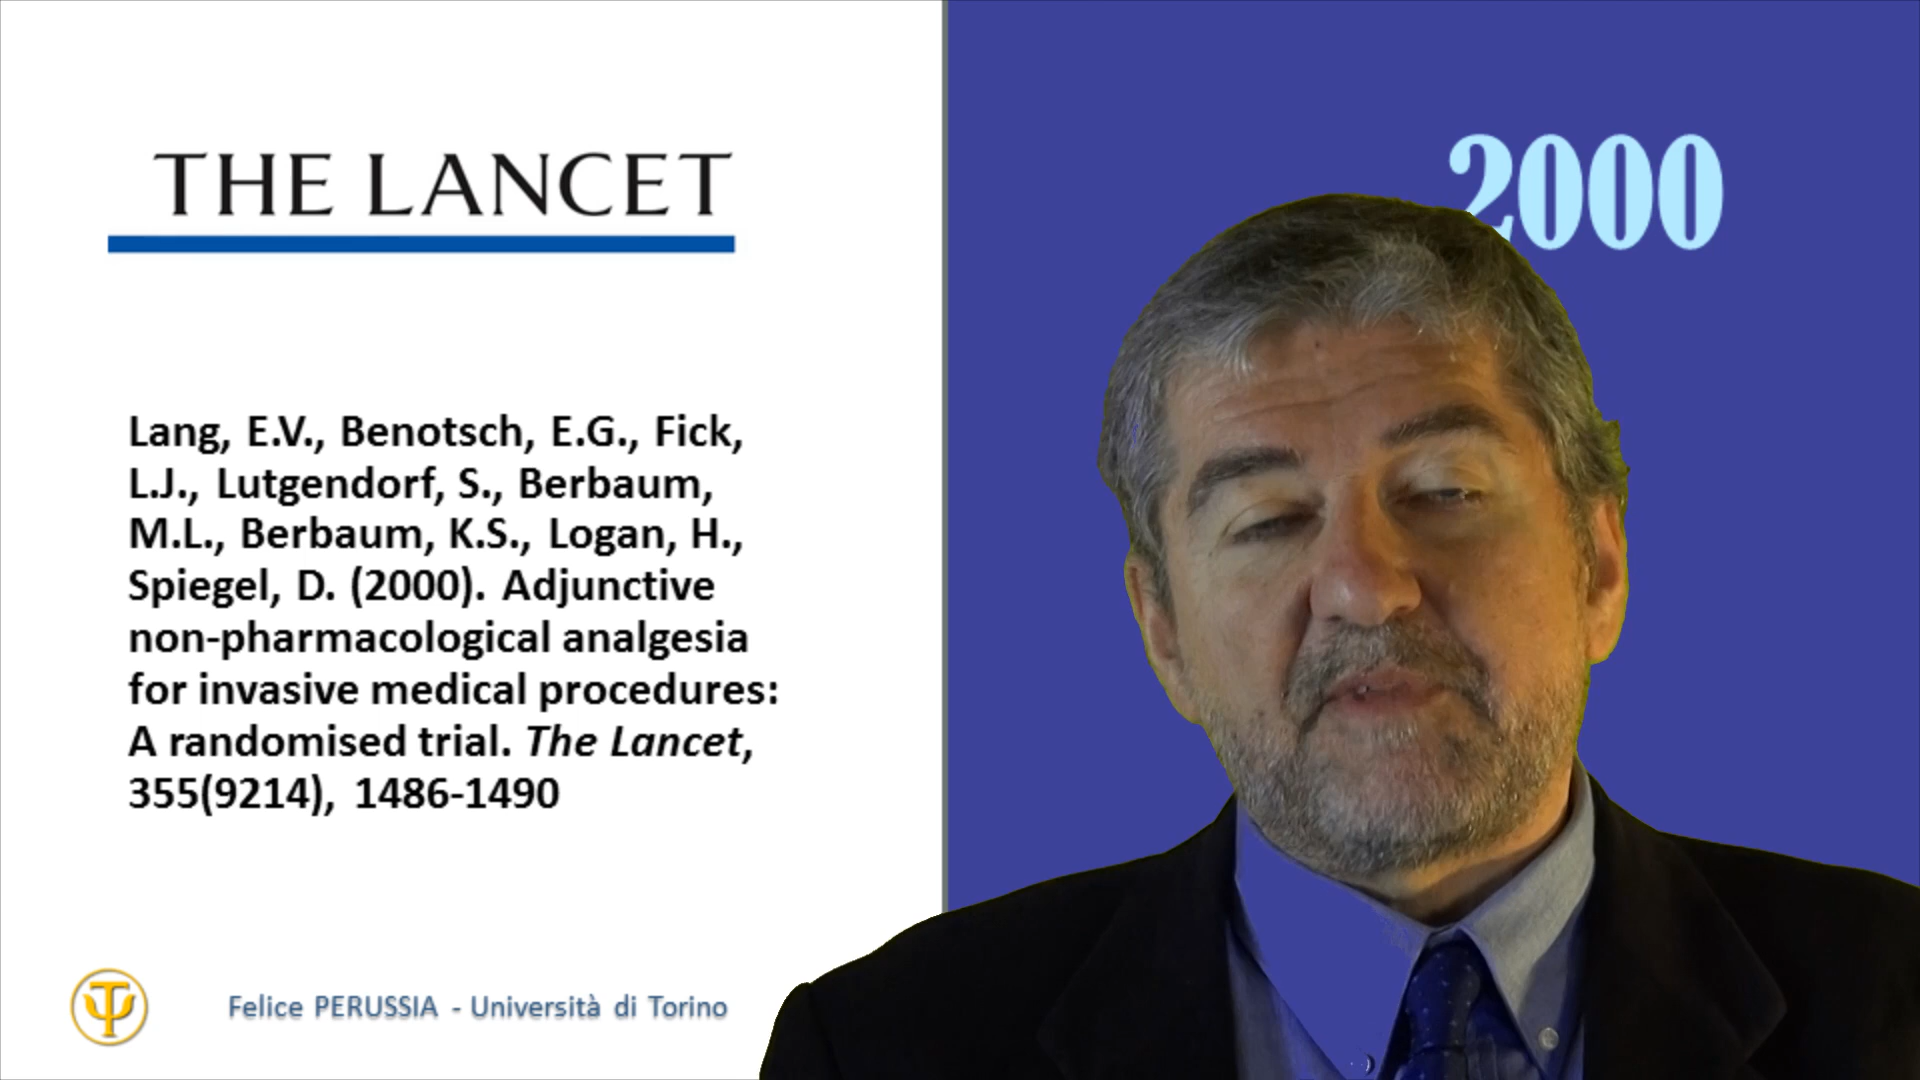 THE LANCET
2000
Lang, E.V., Benotsch, E.G., Fick,
L.J., Lutgendorf, S., Berbaum,
M.L., Berbaum, K.S., Logan, H.,
Spiegel, D. (2000). Adjunctive
non-pharmacological analgesia
for invasive medical procedures:
A randomised trial. The Lancet,
355(9214), 1486-1490
Felice PERUSSIA - Università di Torino